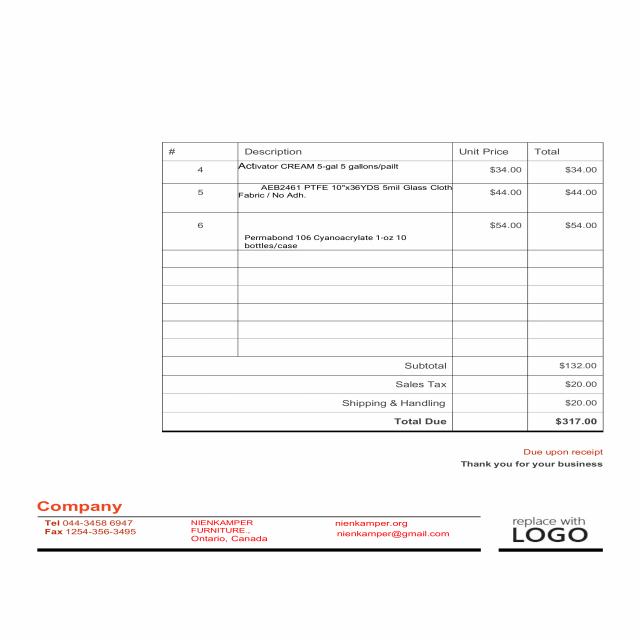 # Description Unit Price Total
4 Activator CREAM 5-gal 5 gallons/pailt $34.00 $34.00
5 AEB2461 PTFE 10"x36YDS 5mil Glass Cloth $44.00 $44.00
Fabric / No Adh.
6 $54.00 $54.00
Permabond 106 Cyanoacrylate 1-oz 10
bottles/case
Subtotal $132.00
Sales Tax $20.00
Shipping & Handling $20.00
Total Due $317.00
Due upon receipt
Thank you for your business
Company
Tel 044-3458 6947
Fax 1254-356-3495
NIENKAMPER
FURNITURE.,
Ontario, Canada
nienkamper.org
nienkamper@gmail.com
replace with
LOGO